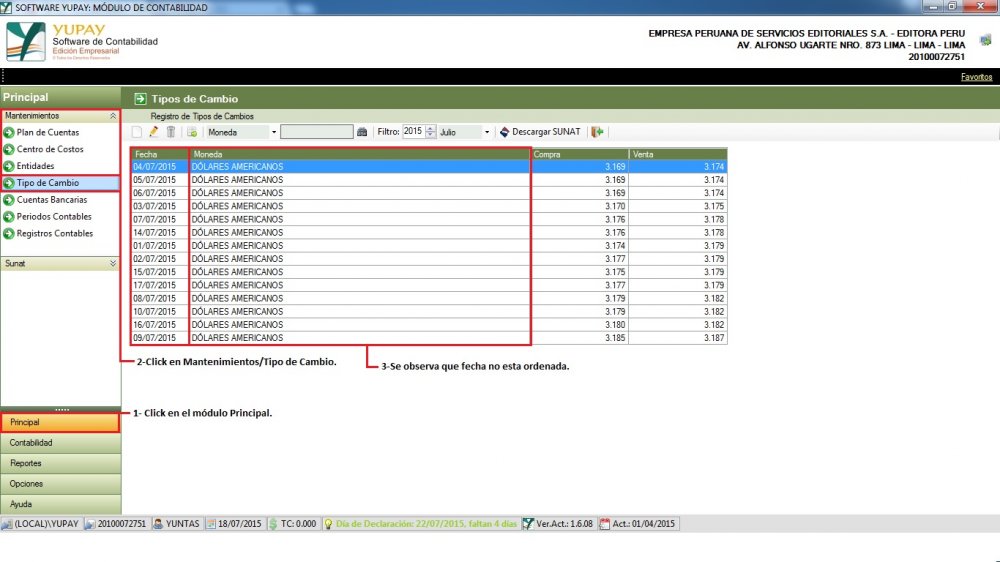 SOFTWARE YUPAY: MÓDULO DE CONTABILIDAD
YUPAY
Software de Contabilidad
Edición Empresarial
© Todos los Derechos Reservados
EMPRESA PERUANA DE SERVICIOS EDITORIALES S.A. - EDITORA PERU
AV. ALFONSO UGARTE NRO. 873 LIMA - LIMA - LIMA
20100072751
Favoritos
Principal
Mantenimientos
Plan de Cuentas
Centro de Costos
Entidades
Tipo de Cambio
Cuentas Bancarias
Periodos Contables
Registros Contables
Sunat
Tipos de Cambio
Registro de Tipos de Cambios
Moneda Filtro: 2015 Julio Descargar SUNAT
Fecha Moneda Compra Venta
04/07/2015 DÓLARES AMERICANOS 3.169 3.174
05/07/2015 DÓLARES AMERICANOS 3.169 3.174
06/07/2015 DÓLARES AMERICANOS 3.169 3.174
03/07/2015 DÓLARES AMERICANOS 3.170 3.175
07/07/2015 DÓLARES AMERICANOS 3.176 3.178
14/07/2015 DÓLARES AMERICANOS 3.176 3.178
01/07/2015 DÓLARES AMERICANOS 3.174 3.179
02/07/2015 DÓLARES AMERICANOS 3.177 3.179
15/07/2015 DÓLARES AMERICANOS 3.175 3.179
17/07/2015 DÓLARES AMERICANOS 3.177 3.179
08/07/2015 DÓLARES AMERICANOS 3.179 3.182
10/07/2015 DÓLARES AMERICANOS 3.179 3.182
16/07/2015 DÓLARES AMERICANOS 3.180 3.182
09/07/2015 DÓLARES AMERICANOS 3.185 3.187
2-Click en Mantenimientos/Tipo de Cambio.
3-Se observa que fecha no esta ordenada.
1- Click en el módulo Principal.
Principal
Contabilidad
Reportes
Opciones
Ayuda
(LOCAL)\YUPAY 20100072751 YUNTAS 18/07/2015 TC: 0.000 Día de Declaración: 22/07/2015, faltan 4 días Ver.Act.: 1.6.08 Act.: 01/04/2015